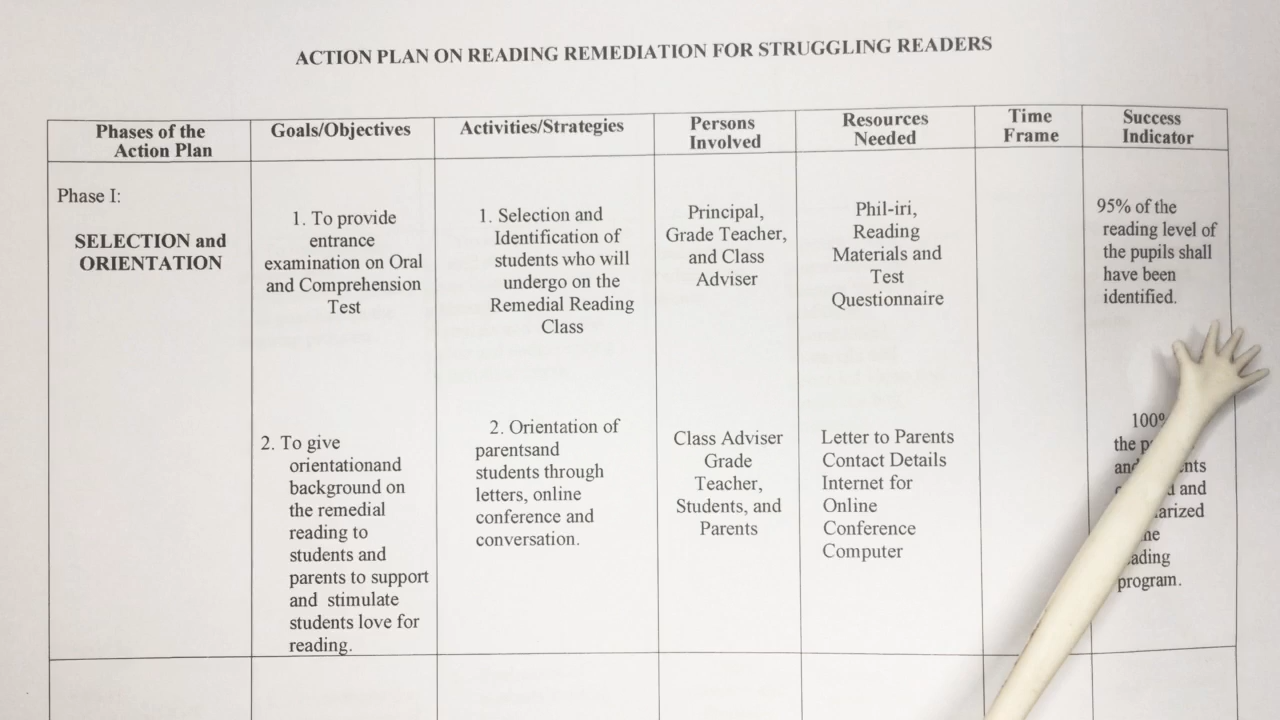 ACTION PLAN ON READING REMEDIATION FOR STRUGGLING READERS
Phases of the
Action Plan
Goals/Objectives
Activities/Strategies
Persons
Involved
Resources
Needed
Time
Frame
Success
Indicator
Phase I:
SELECTION and
ORIENTATION
1. To provide
entrance
examination on Oral
and Comprehension
Test
1. Selection and
Identification of
students who will
undergo on the
Remedial Reading
Class
Principal,
Grade Teacher,
and Class
Adviser
Phil-iri,
Reading
Materials and
Test
Questionnaire
95% of the
reading level of
the pupils shall
have been
identified.
2. To give
orientationand
background on
the remedial
reading to
students and
parents to support
and stimulate
students love for
reading.
2. Orientation of
parentsand
students through
letters, online
conference and
conversation.
Class Adviser
Grade
Teacher,
Students, and
Parents
Letter to Parents
Contact Details
Internet for
Online
Conference
Computer
100%
the
and
program.